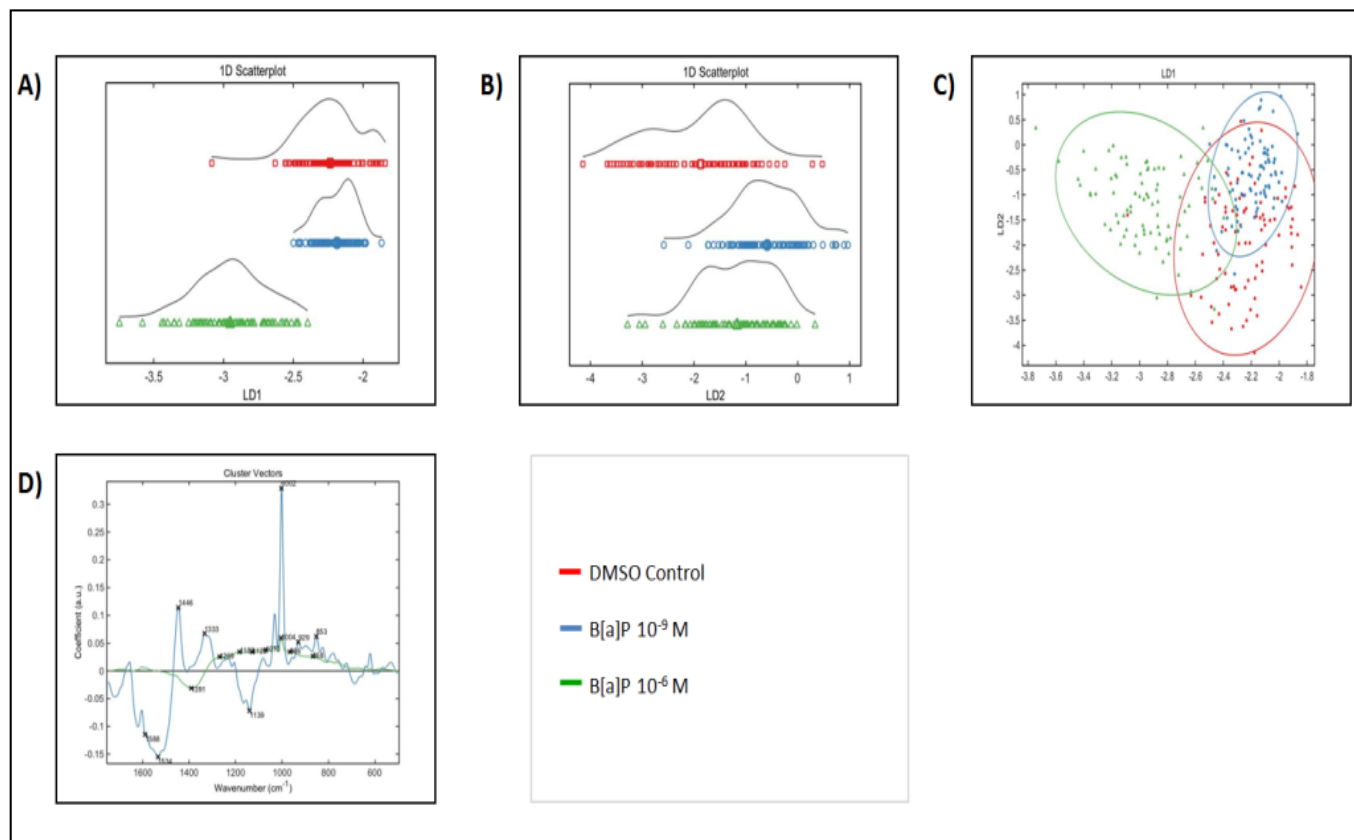 A)
1D Scatterplot
-3.5 -3 -2.5 -2
LD1
B)
1D Scatterplot
-4 -3 -2 -1 0 1
LD2
C)
LD1
1
0.5
0
-0.5
-1
-1.5
-2
-2.5
-3
-3.5
-4
LD2
-3.8 -3.6 -3.4 -3.2 -3 -2.8 -2.6 -2.4 -2.2 -2 -1.8
D)
Cluster Vectors
0.3
0.25
0.2
0.15
0.1
0.05
0
-0.05
-0.1
-0.15
Coefficient (a.u.)
1446
1333
929
853
1139
1600 1400 1200 1000 800 600
Wavenumber (cm⁻¹)
DMSO Control
B[a]P 10⁻⁹ M
B[a]P 10⁻⁶ M